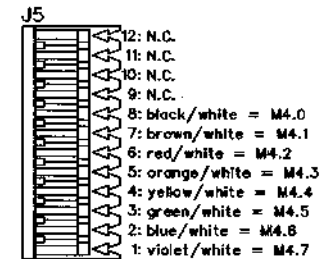 J5
12: N.C.
11: N.C.
10: N.C.
9: N.C.
8: black/white = M4.0
7: brown/white = M4.1
6: red/white = M4.2
5: orange/white = M4.3
4: yellow/white = M4.4
3: green/white = M4.5
2: blue/white = M4.6
1: violet/white = M4.7